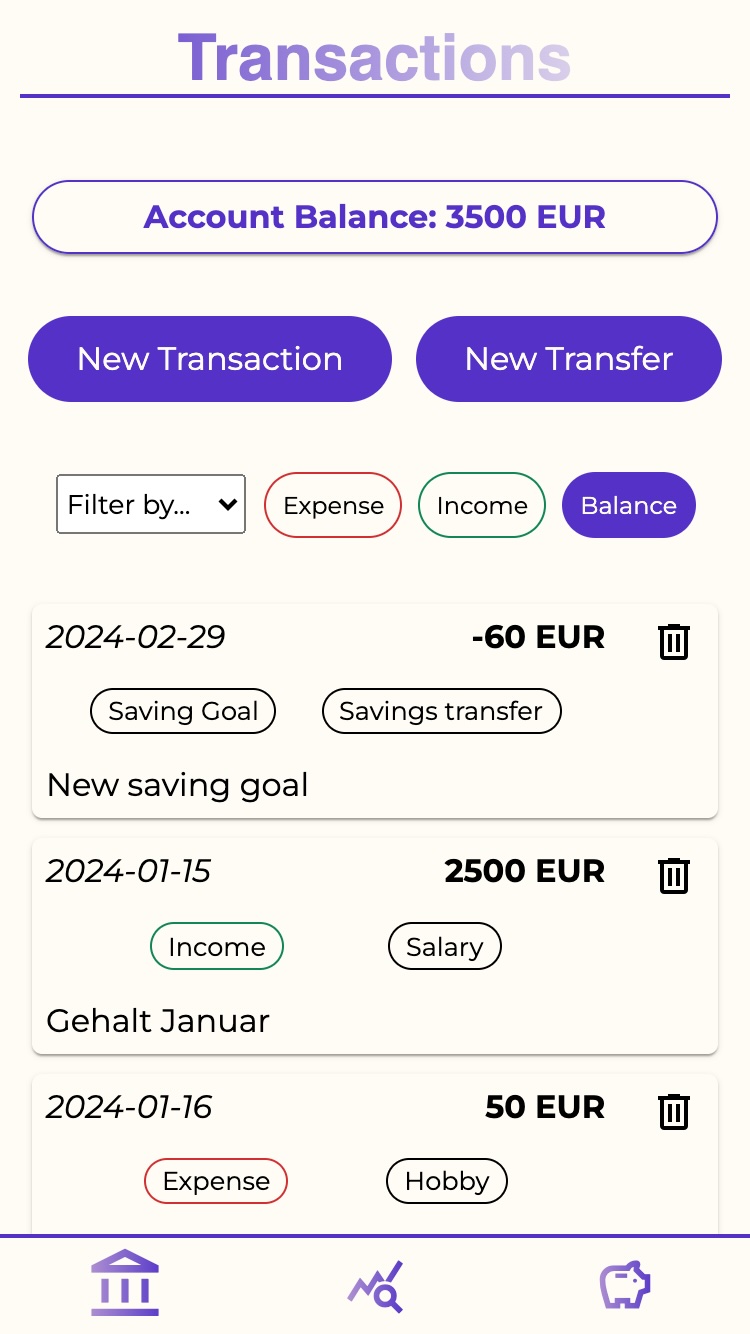 Transactions
Account Balance: 3500 EUR
New Transaction New Transfer
Filter by... Expense Income Balance
2024-02-29 -60 EUR
Saving Goal Savings transfer
New saving goal
2024-01-15 2500 EUR
Income Salary
Gehalt Januar
2024-01-16 50 EUR
Expense Hobby